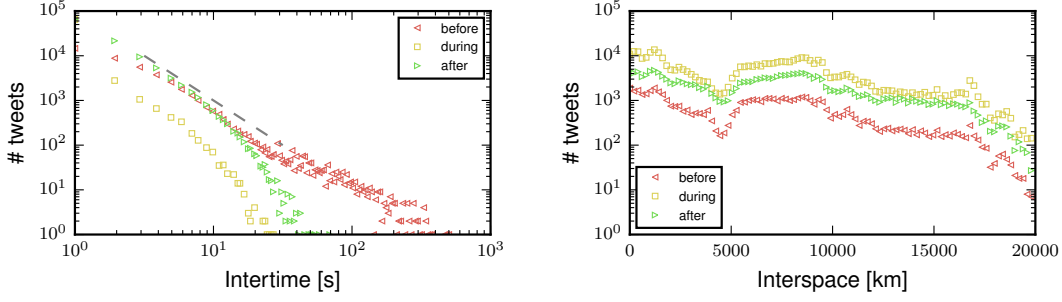 10^5
10^4
10^3
10^2
10^1
10^0
# tweets
before
during
after
10^0 10^1 10^2 10^3
Intertime [s]
10^5
10^4
10^3
10^2
10^1
10^0
# tweets
before
during
after
0 5000 10000 15000 20000
Interspace [km]